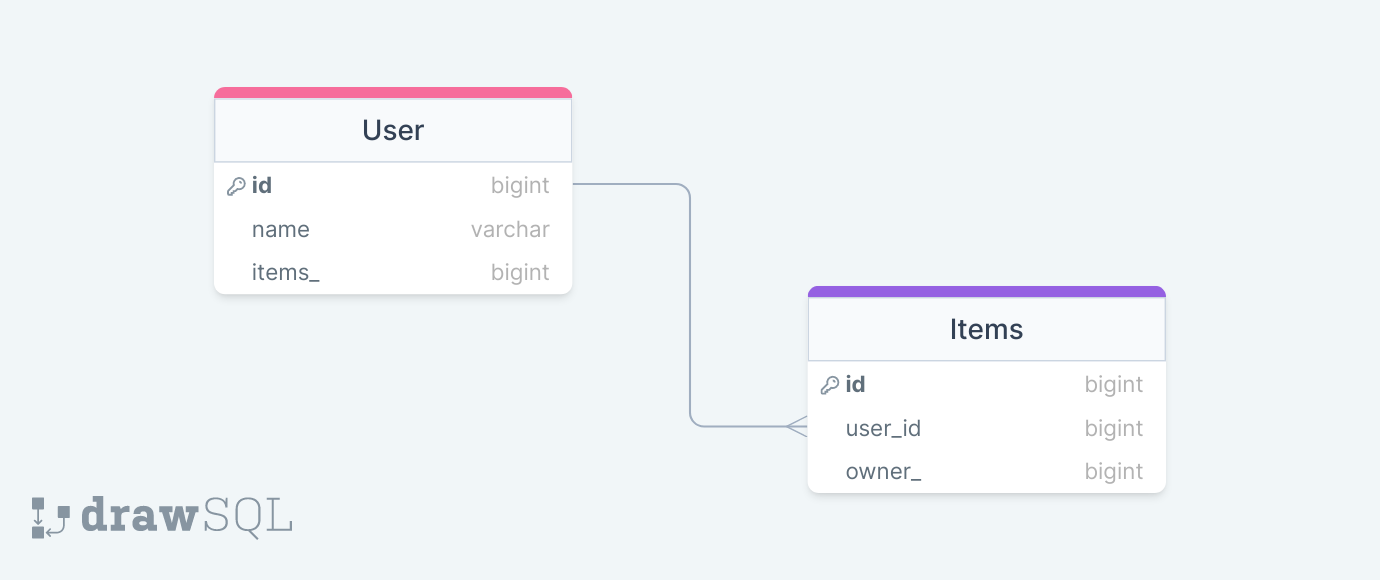 User
id bigint
name varchar
items_ bigint
Items
id bigint
user_id bigint
owner_ bigint
drawSQL